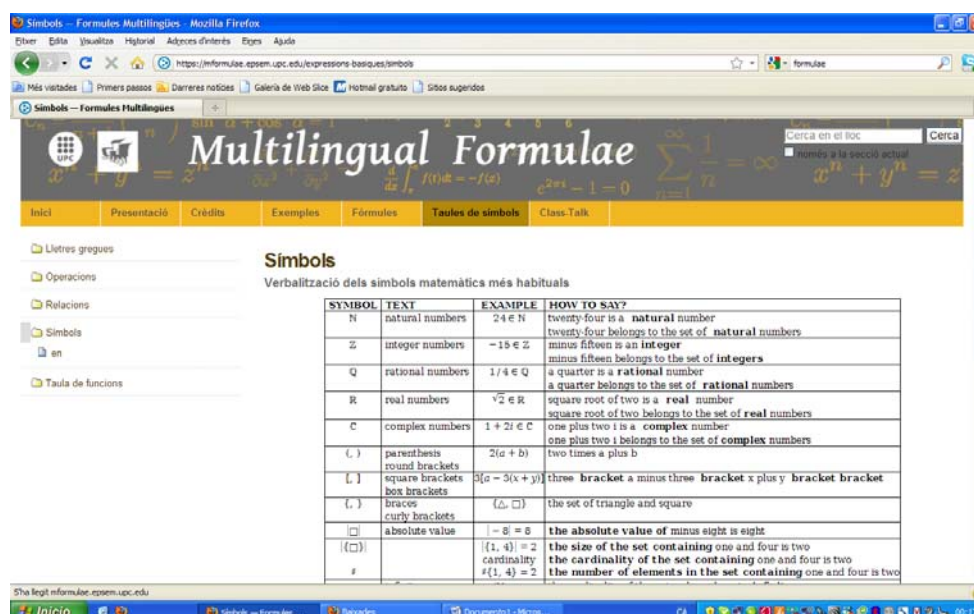 Símbols — Formules Multilingües - Mozilla Firefox
Fitxer Edita Visualitza Historial Adreces d'interès Eines Ajuda
https://mformulae.epsem.upc.edu/expressions-basiques/simbols
formulae
Més visitades Primers passos Darreres notícies Galería de Web Slice Hotmail gratuito Sitios sugeridos
Símbols — Formules Multilingües
UPC
Multilingual Formulae
Cerca en el lloc Cerca
només a la secció actual
Inici Presentació Crèdits Exemples Fórmules Taules de símbols Class-Talk
Lletres gregues
Operacions
Relacions
Símbols
en
Taula de funcions
Símbols
Verbalització dels símbols matemàtics més habituals
SYMBOL TEXT EXAMPLE HOW TO SAY?
N natural numbers 24 ∈ N twenty-four is a natural number
twenty-four belongs to the set of natural numbers
Z integer numbers −15 ∈ Z minus fifteen is an integer
minus fifteen belongs to the set of integers
Q rational numbers 1/4 ∈ Q a quarter is a rational number
a quarter belongs to the set of rational numbers
R real numbers √2 ∈ R square root of two is a real number
square root of two belongs to the set of real numbers
C complex numbers 1 + 2i ∈ C one plus two i is a complex number
one plus two i belongs to the set of complex numbers
(, ) parenthesis 2(a + b) two times a plus b
round brackets
[, ] square brackets 3[a − 3(x + y)] three bracket a minus three bracket x plus y bracket bracket
box brackets
{, } braces {△, □} the set of triangle and square
curly brackets
|□| absolute value | − 8| = 8 the absolute value of minus eight is eight
|{□}| |{1, 4}| = 2 the size of the set containing one and four is two
cardinality the cardinality of the set containing one and four is two
# #{1, 4} = 2 the number of elements in the set containing one and four is two
S'ha llegit mformulae.epsem.upc.edu
Inicio Símbols — Formules ... Baixades Documento1 - Micros... CA